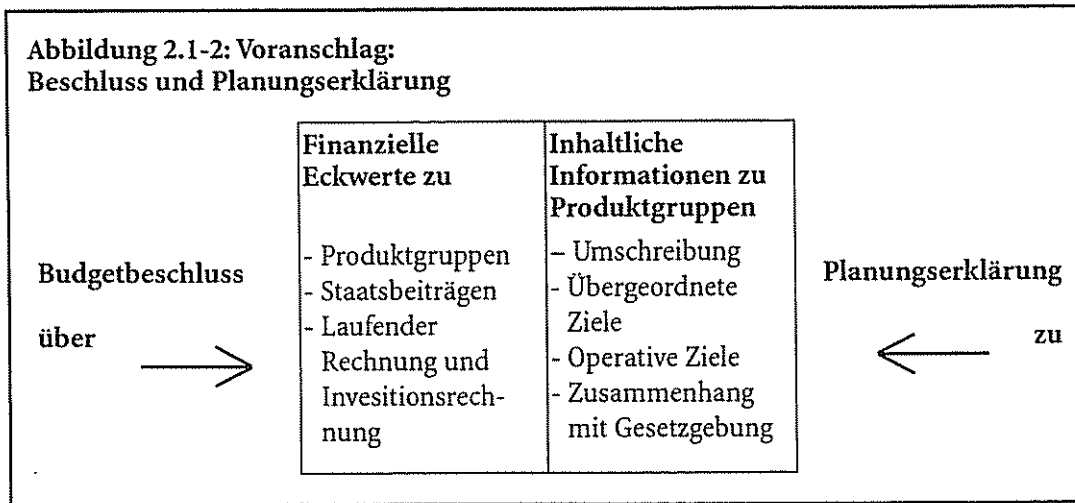 Abbildung 2.1-2: Voranschlag:
Beschluss und Planungserklärung
Budgetbeschluss
über
Finanzielle
Eckwerte zu
- Produktgruppen
- Staatsbeiträgen
- Laufender
Rechnung und
Invesitionsrech-
nung
Inhaltliche
Informationen zu
Produktgruppen
– Umschreibung
- Übergeordnete
Ziele
- Operative Ziele
- Zusammenhang
mit Gesetzgebung
Planungserklärung
zu